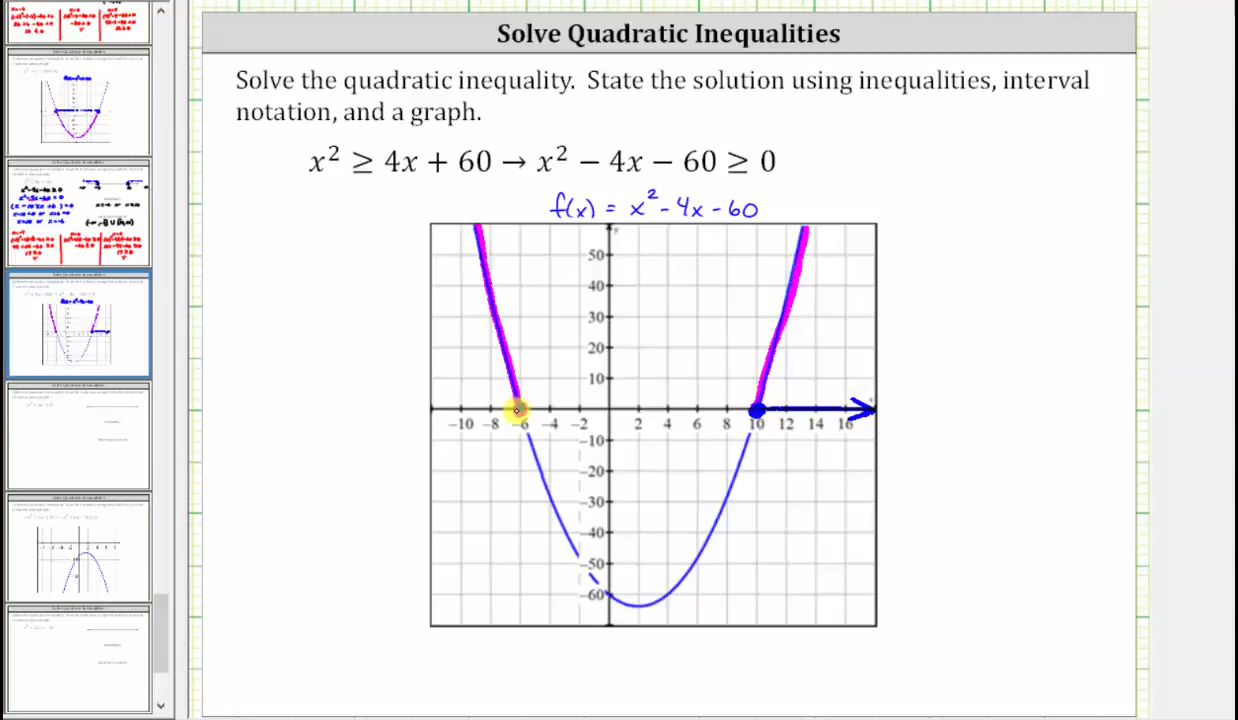 Solve Quadratic Inequalities
Solve the quadratic inequality. State the solution using inequalities, interval
notation, and a graph.
x² ≥ 4x + 60 → x² − 4x − 60 ≥ 0
f(x) = x² - 4x - 60
y
50
40
30
20
10
−10 −8 −6 −4 −2 2 4 6 8 10 12 14 16
−10
−20
−30
−40
−50
−60